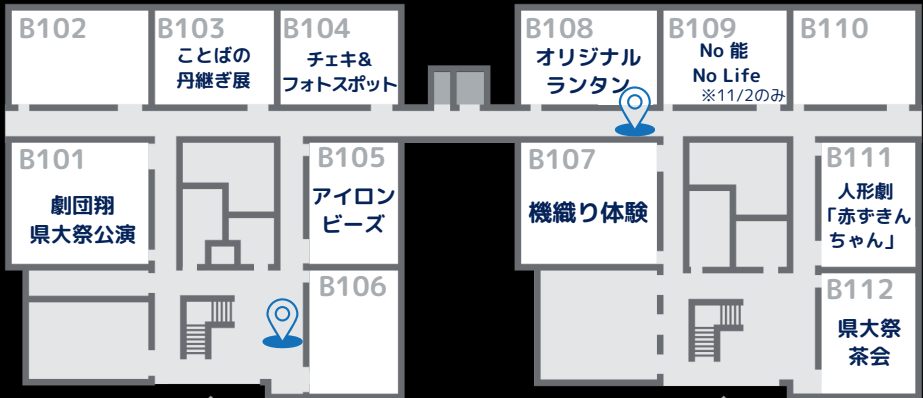 B102
B103
ことばの
丹継ぎ展
B104
チェキ&
フォトスポット
B108
オリジナル
ランタン
B109
No 能
No Life
※11/2のみ
B110
B101
劇団翔
県大祭公演
B105
アイロン
ビーズ
B106
B107
機織り体験
B111
人形劇
「赤ずきん
ちゃん」
B112
県大祭
茶会